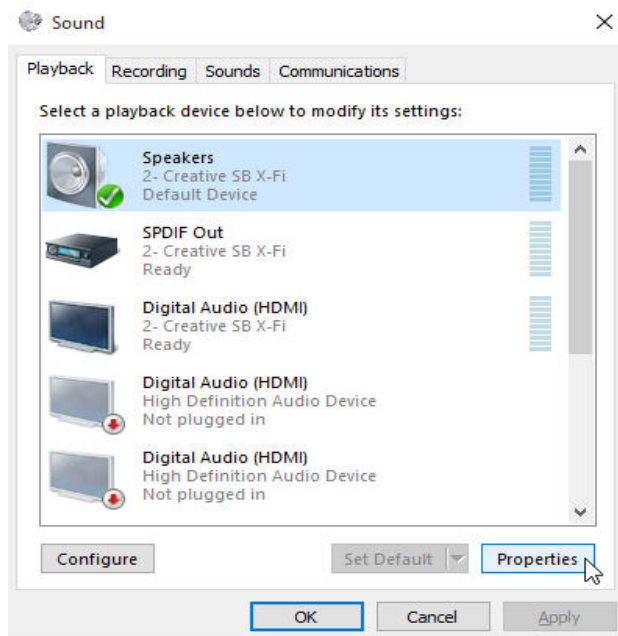 Sound
Playback Recording Sounds Communications
Select a playback device below to modify its settings:
Speakers
2- Creative SB X-Fi
Default Device
SPDIF Out
2- Creative SB X-Fi
Ready
Digital Audio (HDMI)
2- Creative SB X-Fi
Ready
Digital Audio (HDMI)
High Definition Audio Device
Not plugged in
Digital Audio (HDMI)
High Definition Audio Device
Not plugged in
Configure Set Default Properties
OK Cancel Apply